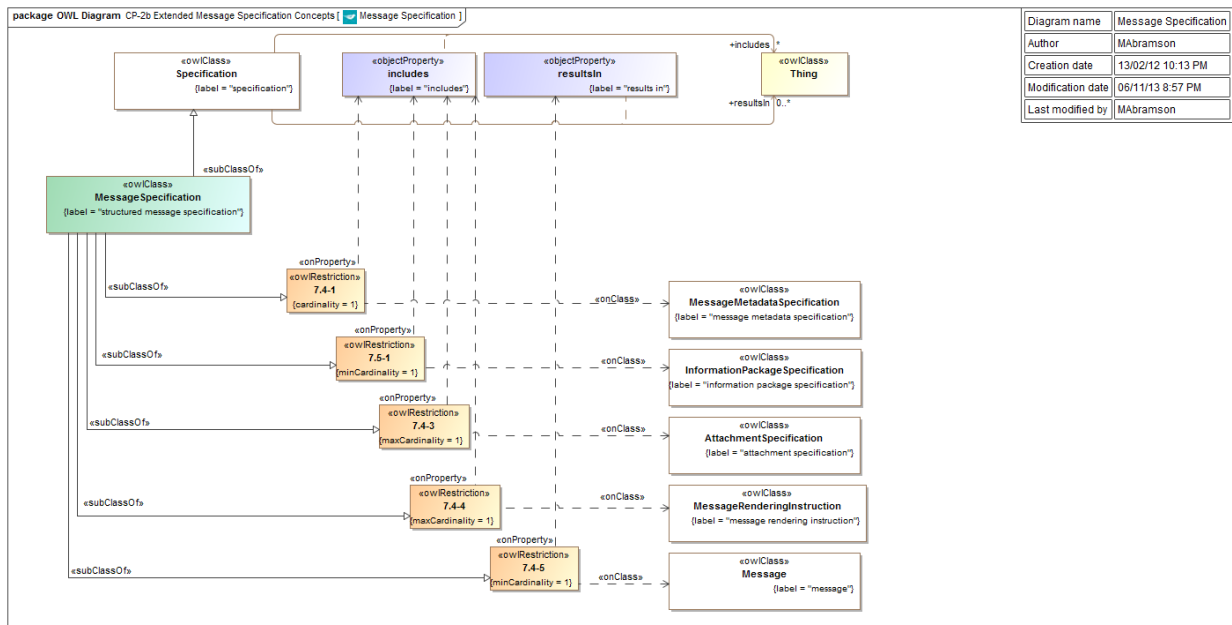 package OWL Diagram CP-2b Extended Message Specification Concepts [ Message Specification ]
Diagram name Message Specification
Author MAbramson
Creation date 13/02/12 10:13 PM
Modification date 06/11/13 8:57 PM
Last modified by MAbramson
«owlClass»
Specification
{label = "specification"}
«objectProperty»
includes
{label = "includes"}
«objectProperty»
resultsIn
{label = "results in"}
+includes *
«owlClass»
Thing
+resultsIn 0..*
«subClassOf»
«owlClass»
MessageSpecification
{label = "structured message specification"}
«onProperty»
«subClassOf»
«owlRestriction»
7.4-1
{cardinality = 1}
«onClass»
«owlClass»
MessageMetadataSpecification
{label = "message metadata specification"}
«onProperty»
«subClassOf»
«owlRestriction»
7.5-1
{minCardinality = 1}
«onClass»
«owlClass»
InformationPackageSpecification
{label = "information package specification"}
«onProperty»
«subClassOf»
«owlRestriction»
7.4-3
{maxCardinality = 1}
«onClass»
«owlClass»
AttachmentSpecification
{label = "attachment specification"}
«onProperty»
«subClassOf»
«owlRestriction»
7.4-4
{maxCardinality = 1}
«onClass»
«owlClass»
MessageRenderingInstruction
{label = "message rendering instruction"}
«onProperty»
«subClassOf»
«owlRestriction»
7.4-5
{minCardinality = 1}
«onClass»
«owlClass»
Message
{label = "message"}